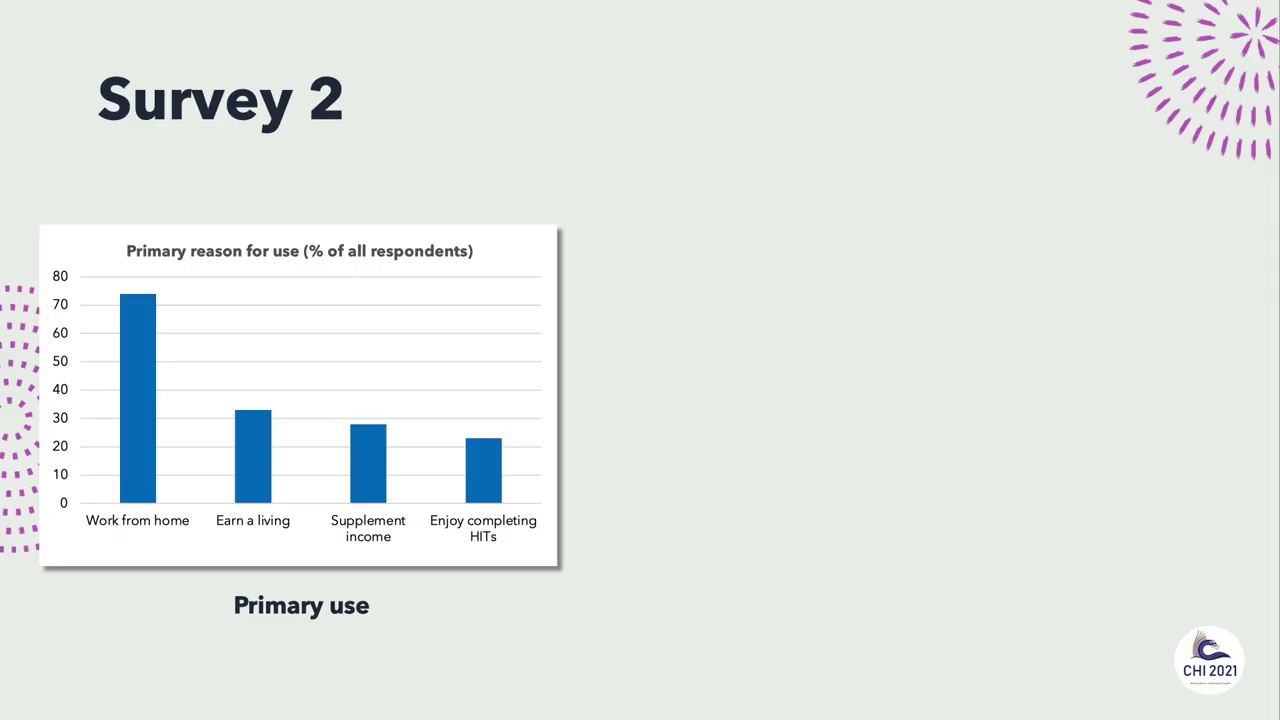 Survey 2
Primary reason for use (% of all respondents)
80
70
60
50
40
30
20
10
0
Work from home
Earn a living
Supplement
income
Enjoy completing
HITs
Primary use
CHI 2021